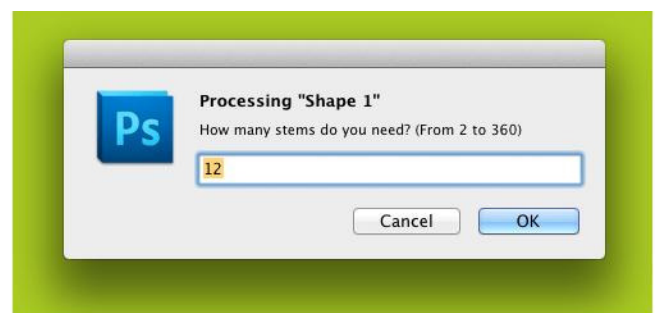 Ps
Processing "Shape 1"
How many stems do you need? (From 2 to 360)
12
Cancel
OK